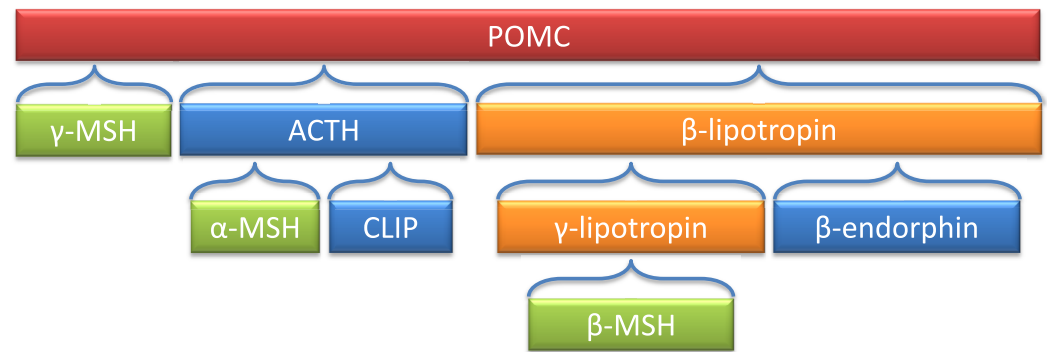 POMC
γ-MSH
ACTH
β-lipotropin
α-MSH
CLIP
γ-lipotropin
β-endorphin
β-MSH